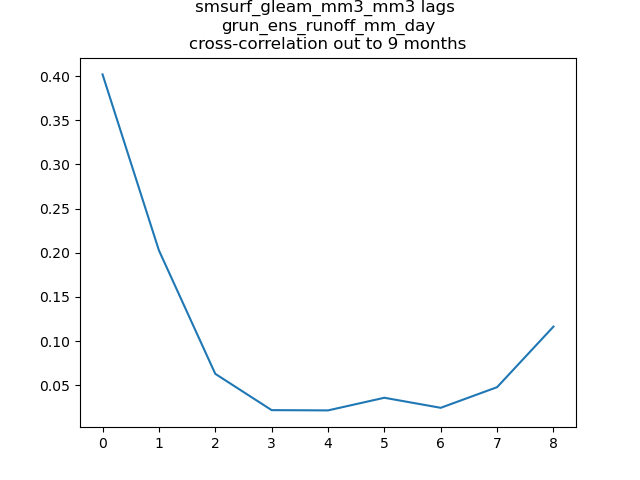 smsurf_gleam_mm3_mm3 lags
grun_ens_runoff_mm_day
cross-correlation out to 9 months
0.40
0.35
0.30
0.25
0.20
0.15
0.10
0.05
0 1 2 3 4 5 6 7 8